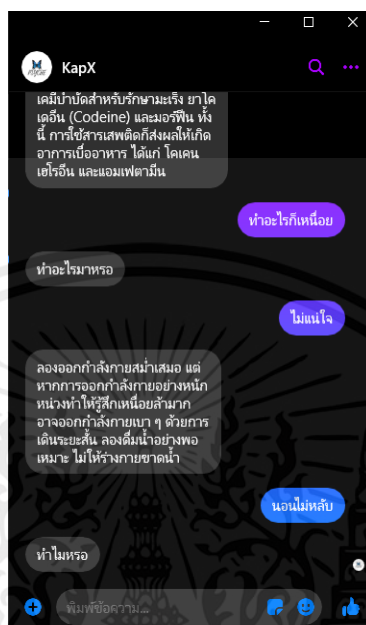 KapX
เคมีบำบัดสำหรับรักษามะเร็ง ยาโค
เดอีน (Codeine) และมอร์ฟีน ทั้ง
นี้ การใช้สารเสพติดก็ส่งผลให้เกิด
อาการเบื่ออาหาร ได้แก่ โคเคน
เฮโรอีน และแอมเฟตามีน
ทำอะไรก็เหนื่อย
ทำอะไรมาหรอ
ไม่แน่ใจ
ลองออกกำลังกายสม่ำเสมอ แต่
หากการออกกำลังกายอย่างหนัก
หน่วงทำให้รู้สึกเหนื่อยล้ามาก
อาจออกกำลังกายเบา ๆ ด้วยการ
เดินระยะสั้น ลองดื่มน้ำอย่างพอ
เหมาะ ไม่ให้ร่างกายขาดน้ำ
นอนไม่หลับ
ทำไมหรอ
พิมพ์ข้อความ...